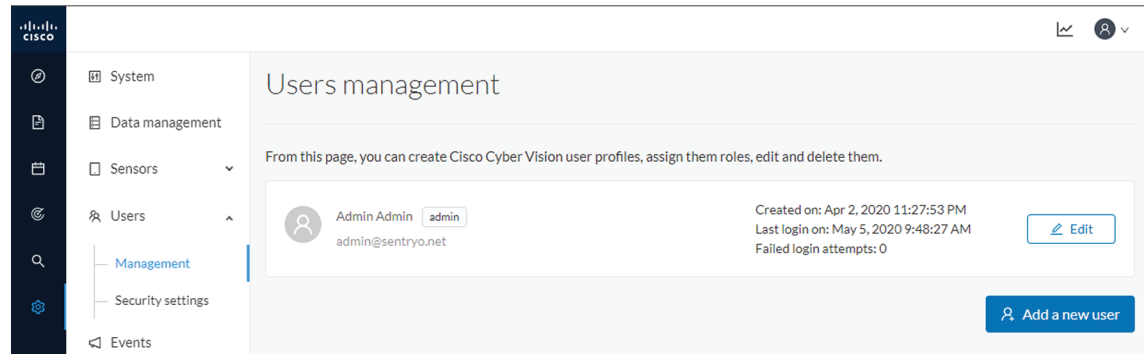 CISCO
System
Users management
Data management
From this page, you can create Cisco Cyber Vision user profiles, assign them roles, edit and delete them.
Sensors
Users
Admin Admin admin
admin@sentryo.net
Created on: Apr 2, 2020 11:27:53 PM
Last login on: May 5, 2020 9:48:27 AM
Failed login attempts: 0
Edit
Management
Security settings
Add a new user
Events